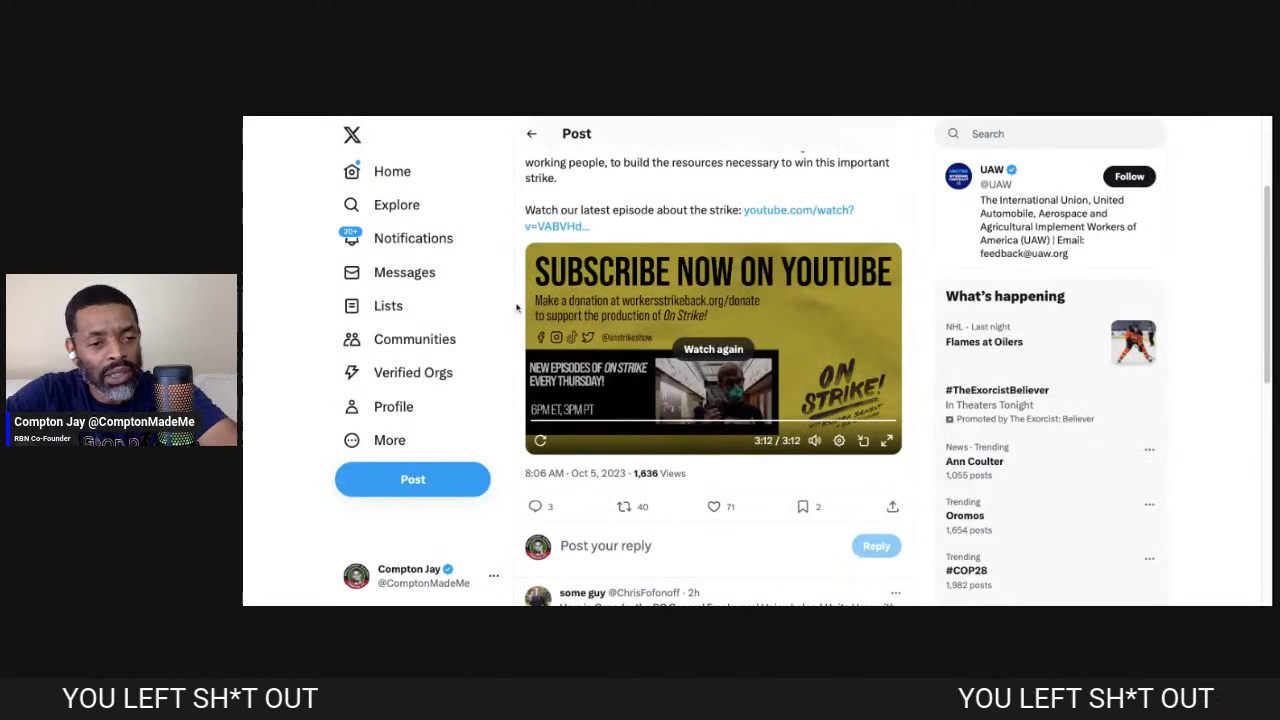 Compton Jay @ComptonMadeMe
RBN Co-Founder
Home
Explore
20+
Notifications
Messages
Lists
Communities
Verified Orgs
Profile
More
Post
Compton Jay
@ComptonMadeMe
Post
working people, to build the resources necessary to win this important
strike.
Watch our latest episode about the strike: youtube.com/watch?
v=VABVHd...
SUBSCRIBE NOW ON YOUTUBE
Make a donation at workersstrikeback.org/donate
to support the production of On Strike!
@onstrikeshow
Watch again
NEW EPISODES OF ON STRIKE
EVERY THURSDAY!
6PM ET, 3PM PT
ON
STRIKE!
3:12 / 3:12
8:06 AM · Oct 5, 2023 · 1,636 Views
3 40 71 2
Post your reply
Reply
some guy @ChrisFofonoff · 2h
Search
UAW
@UAW
Follow
The International Union, United
Automobile, Aerospace and
Agricultural Implement Workers of
America (UAW) | Email:
feedback@uaw.org
What's happening
NHL · Last night
Flames at Oilers
#TheExorcistBeliever
In Theaters Tonight
Promoted by The Exorcist: Believer
News · Trending
Ann Coulter
1,055 posts
Trending
Oromos
1,654 posts
Trending
#COP28
1,982 posts
YOU LEFT SH*T OUT
YOU LEFT SH*T OUT